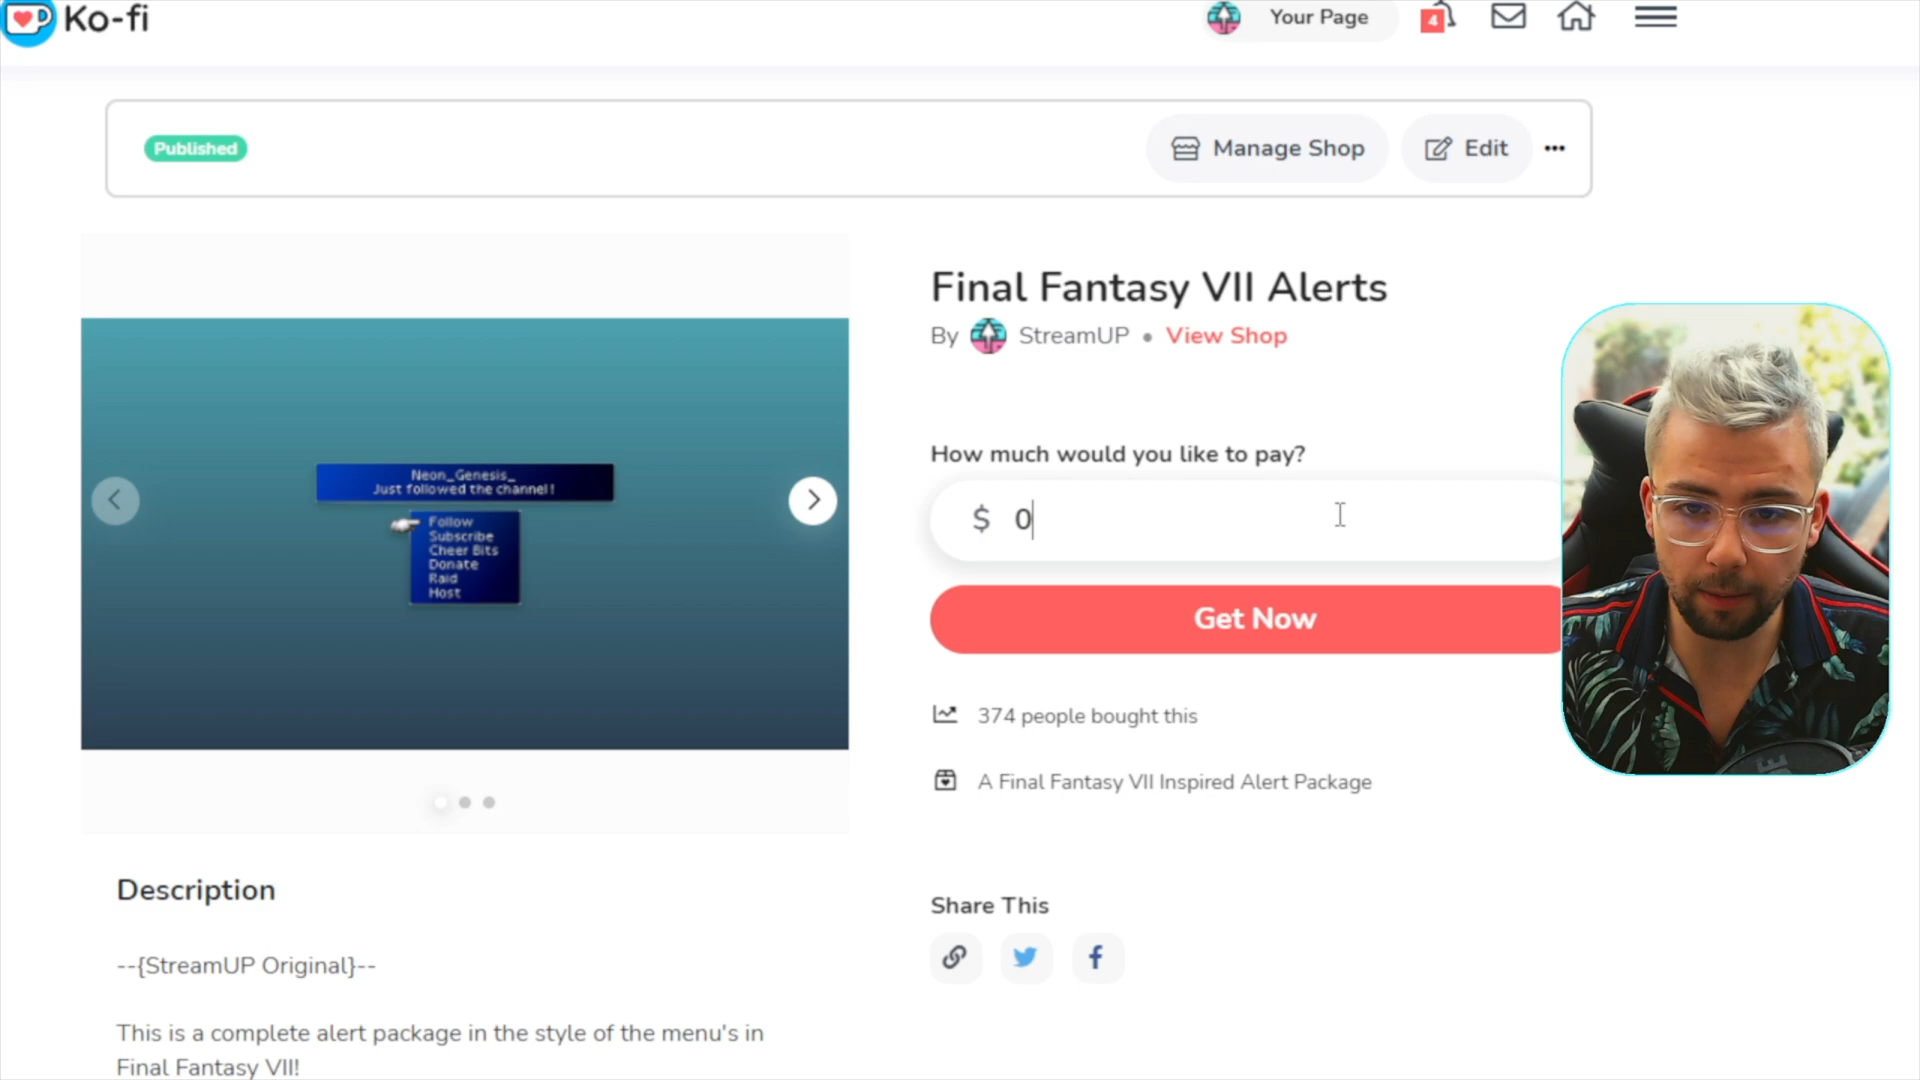 Ko-fi
Your Page
4
Published
Manage Shop
Edit
Final Fantasy VII Alerts
By StreamUP • View Shop
How much would you like to pay?
$ 0
Get Now
374 people bought this
A Final Fantasy VII Inspired Alert Package
Share This
Neon_Genesis_
Just followed the channel!
Follow
Subscribe
Cheer Bits
Donate
Raid
Host
Description
--{StreamUP Original}--
This is a complete alert package in the style of the menu's in
Final Fantasy VII!